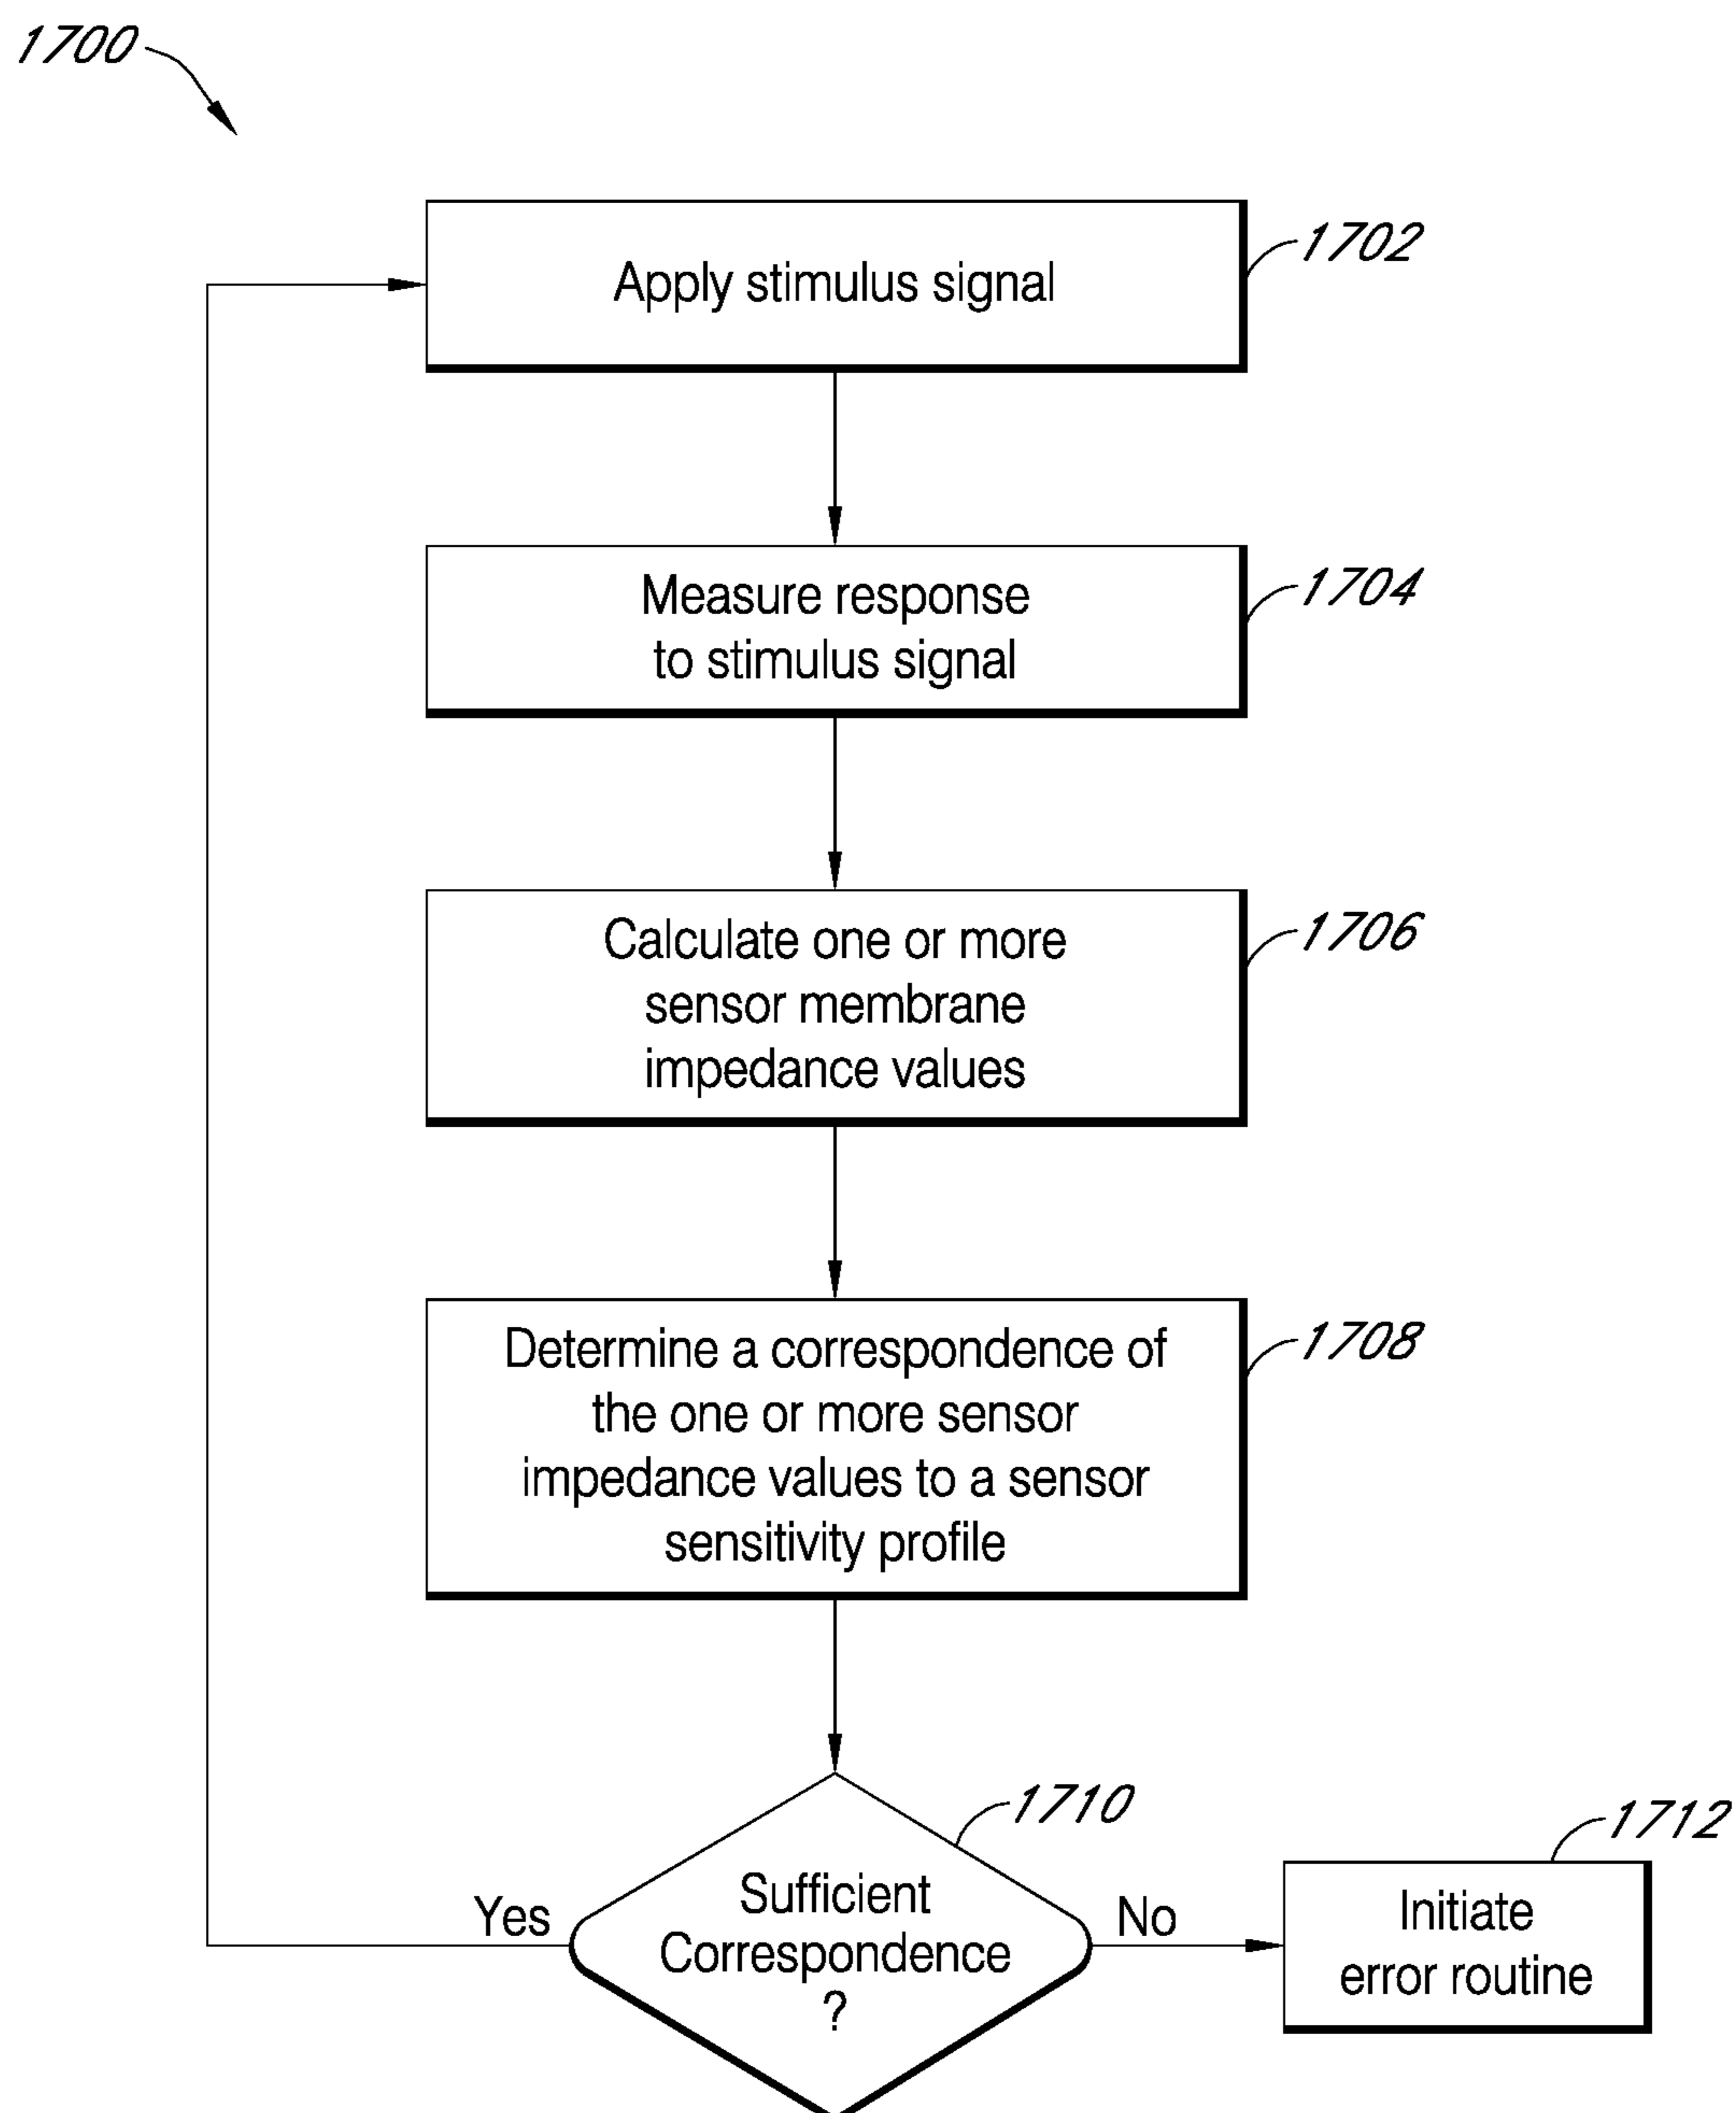 1700
Apply stimulus signal
1702
Measure response
to stimulus signal
1704
Calculate one or more
sensor membrane
impedance values
1706
Determine a correspondence of
the one or more sensor
impedance values to a sensor
sensitivity profile
1708
1710
Sufficient
Correspondence
?
Yes
No
1712
Initiate
error routine